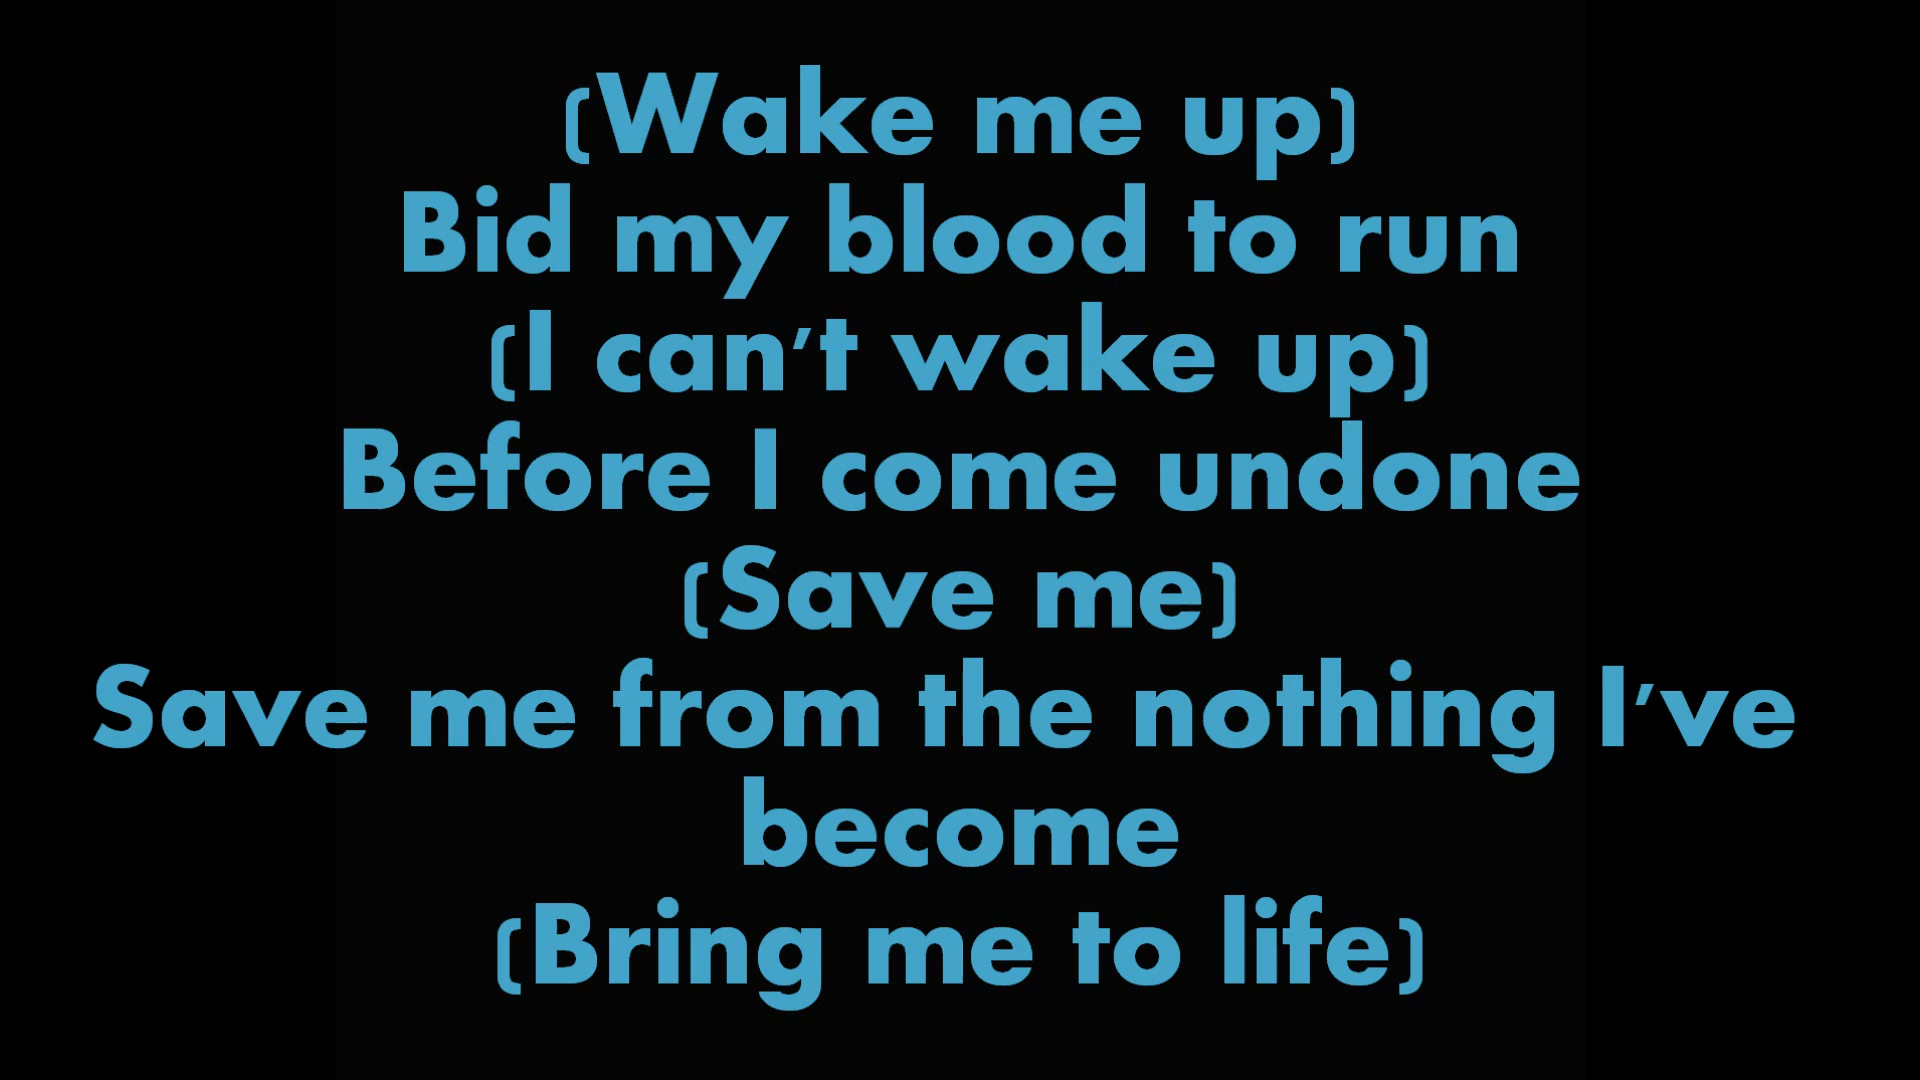 (Wake me up)
Bid my blood to run
(I can't wake up)
Before I come undone
(Save me)
Save me from the nothing I've
become
(Bring me to life)